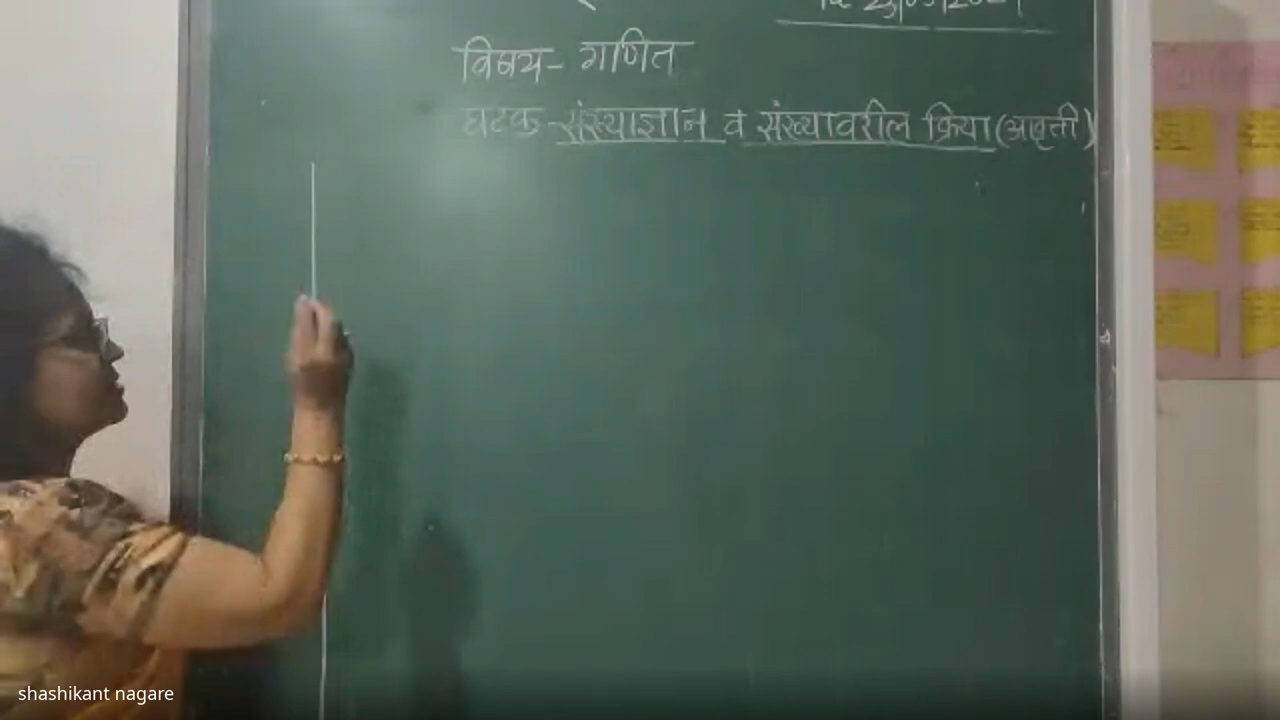 विषय- गणित
घटक - संख्याज्ञान व संख्यावरील क्रिया (आवृत्ती)
shashikant nagare